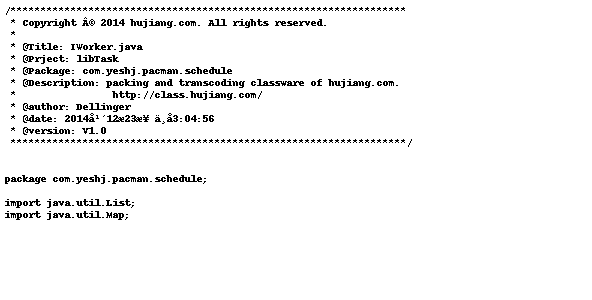 /******************************************************************
 * Copyright Â© 2014 hujiang.com. All rights reserved.
 *
 * @Title: IWorker.java
 * @Prject: libTask
 * @Package: com.yeshj.pacman.schedule
 * @Description: packing and transcoding classware of hujiang.com.
 *                http://class.hujiang.com/
 * @author: Dellinger
 * @date: 2014å¹´12æ23æ¥ ä¸å3:04:56
 * @version: V1.0
 ******************************************************************/
package com.yeshj.pacman.schedule;
import java.util.List;
import java.util.Map;